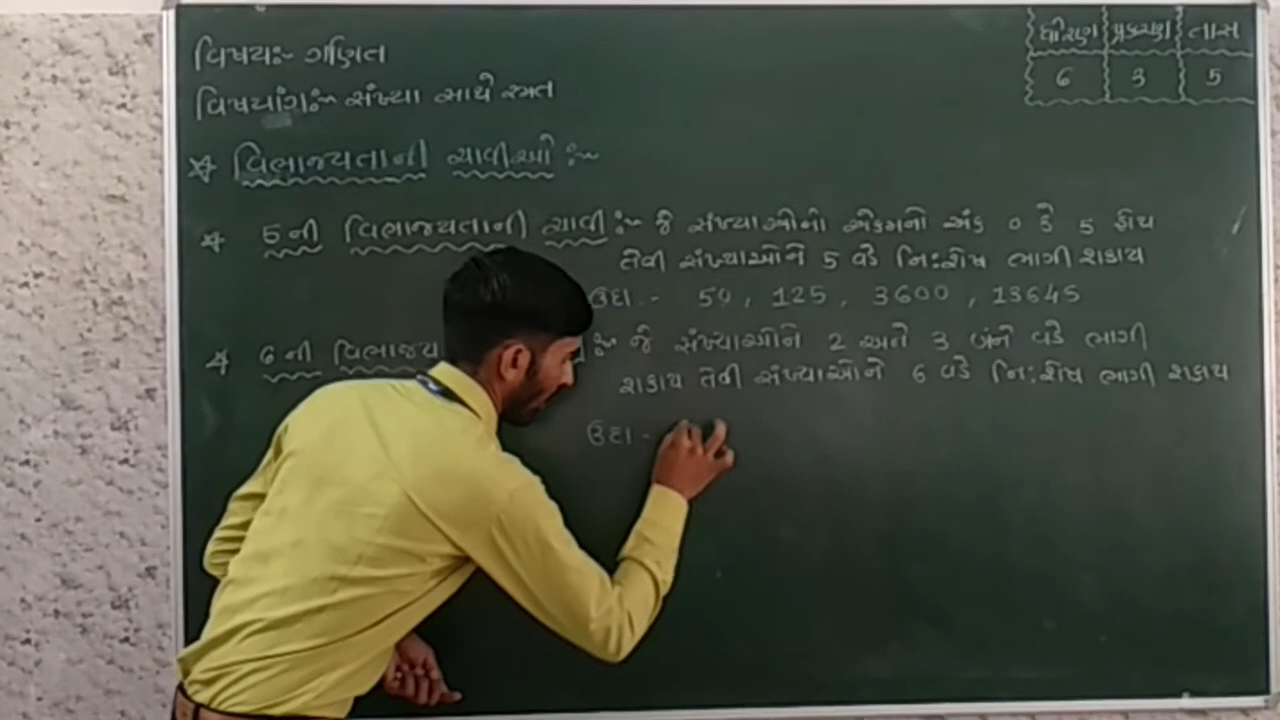 વિષયઃ- ગણિત
વિષયાંગઃ- સંખ્યા સાથે રમત
ધોરણ પ્રકરણ તાસ
6 3 5
* વિભાજ્યતાની ચાવીઓ :-
* 5 ની વિભાજ્યતાની ચાવી :- જે સંખ્યાઓનો એકમનો અંક 0 કે 5 હોય
તેવી સંખ્યાઓને 5 વડે નિ:શેષ ભાગી શકાય
ઉદા - 50, 125, 3600, 13645
* 6 ની વિભાજ્ય :- જે સંખ્યાઓને 2 અને 3 બંને વડે ભાગી
શકાય તેવી સંખ્યાઓને 6 વડે નિ:શેષ ભાગી શકાય
ઉદા -